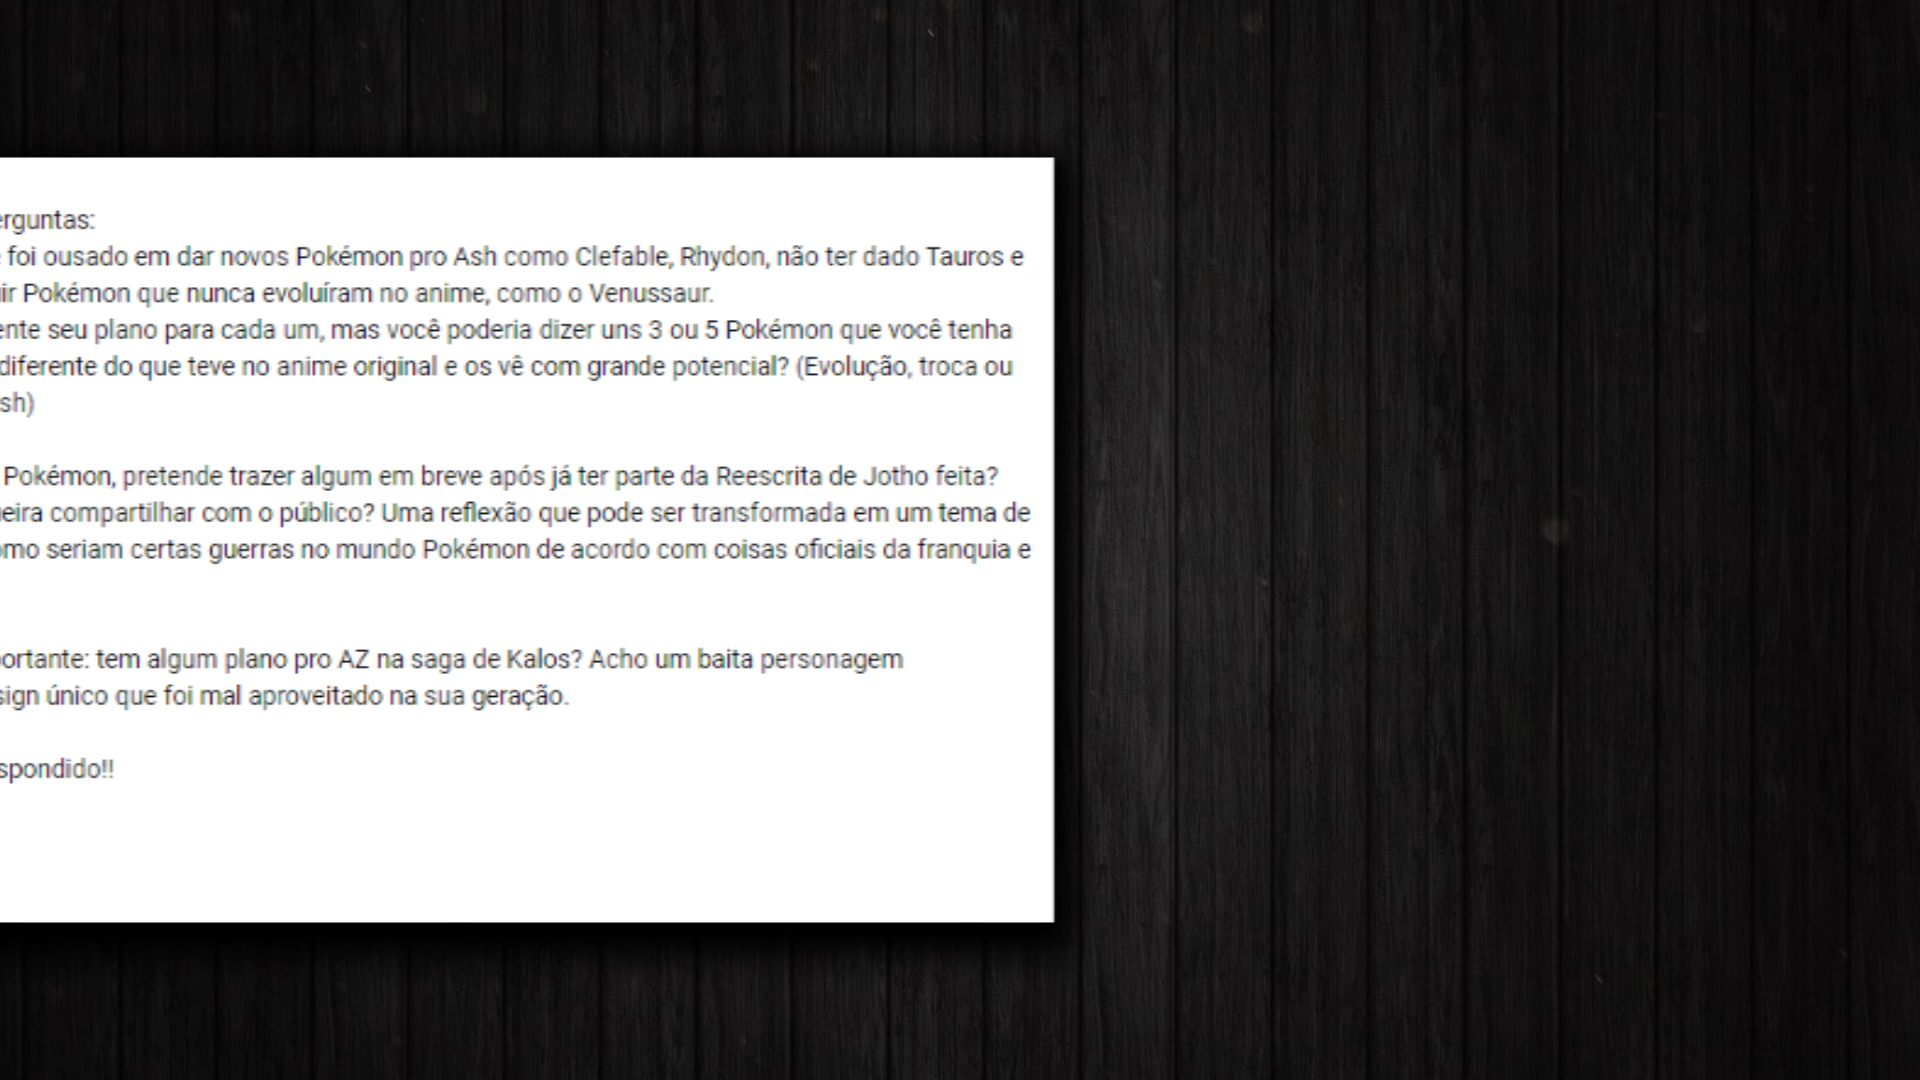 erguntas:
foi ousado em dar novos Pokémon pro Ash como Clefable, Rhydon, não ter dado Tauros e
ir Pokémon que nunca evoluíram no anime, como o Venussaur.
ente seu plano para cada um, mas você poderia dizer uns 3 ou 5 Pokémon que você tenha
diferente do que teve no anime original e os vê com grande potencial? (Evolução, troca ou
sh)
Pokémon, pretende trazer algum em breve após já ter parte da Reescrita de Jotho feita?
eira compartilhar com o público? Uma reflexão que pode ser transformada em um tema de
omo seriam certas guerras no mundo Pokémon de acordo com coisas oficiais da franquia e
portante: tem algum plano pro AZ na saga de Kalos? Acho um baita personagem
sign único que foi mal aproveitado na sua geração.
spondido!!